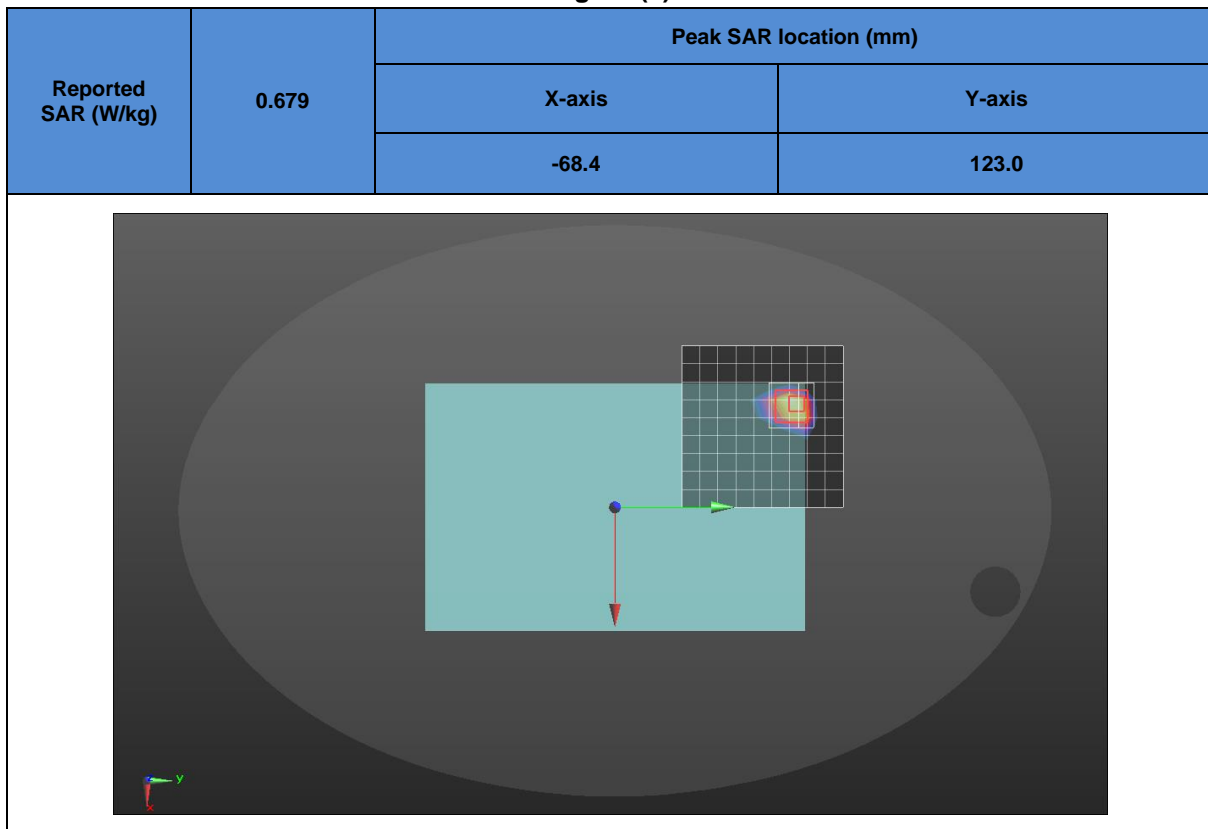 Peak SAR location (mm)
Reported
SAR (W/kg)
0.679
X-axis
Y-axis
-68.4
123.0
y
x